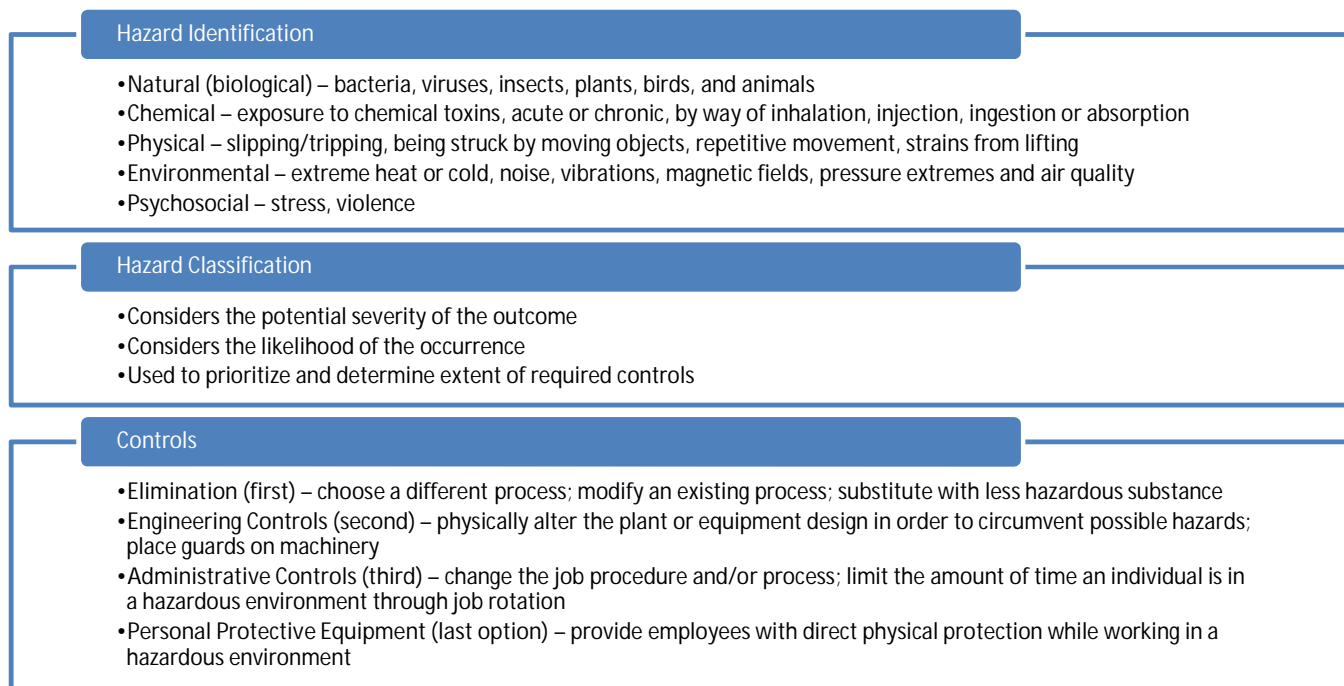 Hazard Identification
•Natural (biological) – bacteria, viruses, insects, plants, birds, and animals
•Chemical – exposure to chemical toxins, acute or chronic, by way of inhalation, injection, ingestion or absorption
•Physical – slipping/tripping, being struck by moving objects, repetitive movement, strains from lifting
•Environmental – extreme heat or cold, noise, vibrations, magnetic fields, pressure extremes and air quality
•Psychosocial – stress, violence
Hazard Classification
•Considers the potential severity of the outcome
•Considers the likelihood of the occurrence
•Used to prioritize and determine extent of required controls
Controls
•Elimination (first) – choose a different process; modify an existing process; substitute with less hazardous substance
•Engineering Controls (second) – physically alter the plant or equipment design in order to circumvent possible hazards;
place guards on machinery
•Administrative Controls (third) – change the job procedure and/or process; limit the amount of time an individual is in
a hazardous environment through job rotation
•Personal Protective Equipment (last option) – provide employees with direct physical protection while working in a
hazardous environment